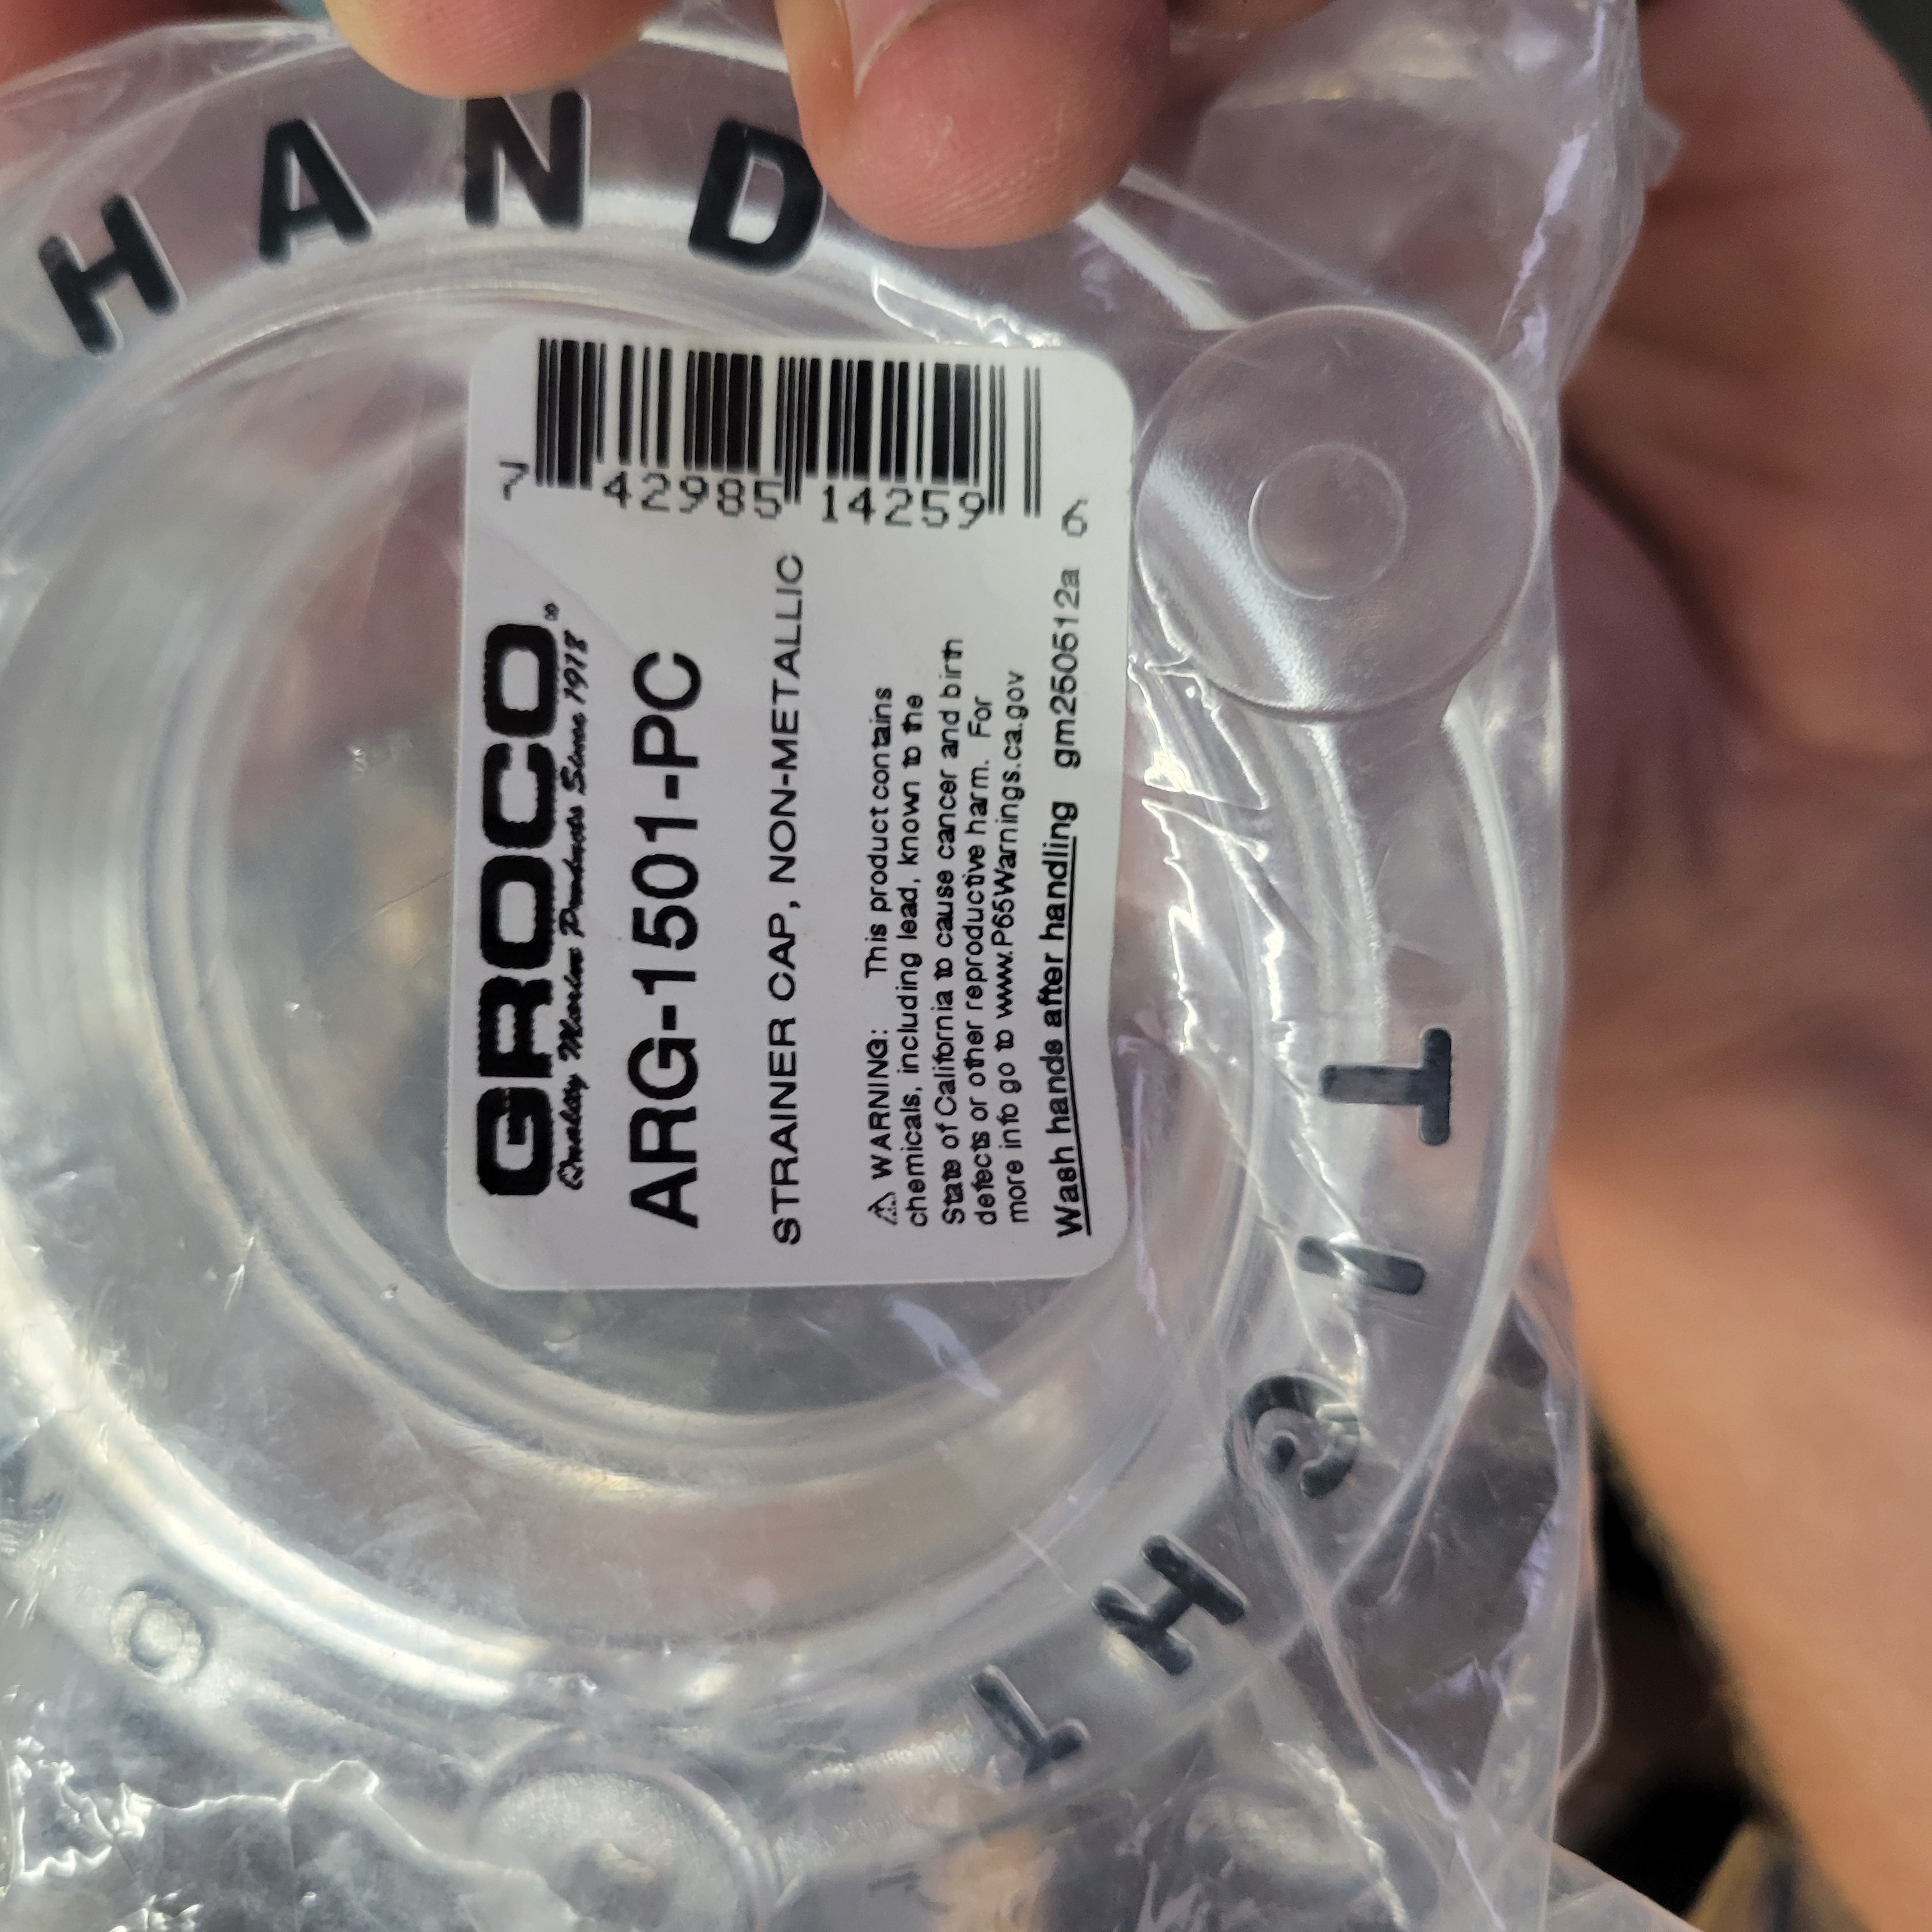 HAND
TIGHT
O
GROCO®
Quality Marine Products Since 1918
ARG-1501-PC
STRAINER CAP, NON-METALLIC
⚠ WARNING: This product contains
chemicals, including lead, known to the
State of California to cause cancer and birth
defects or other reproductive harm. For
more info go to www.P65Warnings.ca.gov
Wash hands after handling gm250512a
7 42985 14259 6